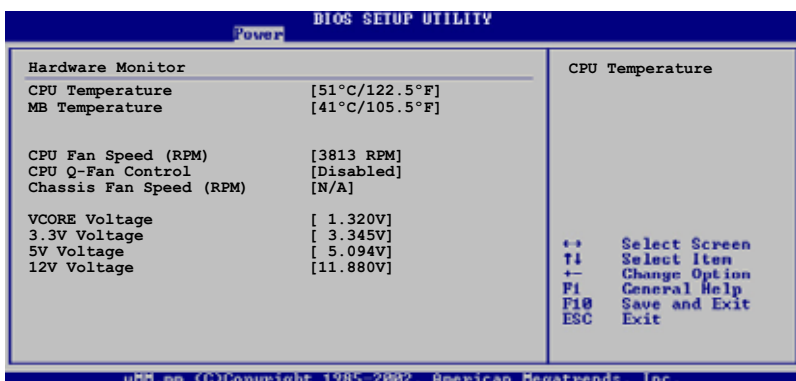 BIOS SETUP UTILITY
Power
Hardware Monitor
CPU Temperature [51°C/122.5°F]
MB Temperature [41°C/105.5°F]
CPU Fan Speed (RPM) [3813 RPM]
CPU Q-Fan Control [Disabled]
Chassis Fan Speed (RPM) [N/A]
VCORE Voltage [ 1.320V]
3.3V Voltage [ 3.345V]
5V Voltage [ 5.094V]
12V Voltage [11.880V]
CPU Temperature
←→ Select Screen
↑↓ Select Item
+- Change Option
F1 General Help
F10 Save and Exit
ESC Exit
(C)Copyright 1985-2002, American Megatrends, Inc